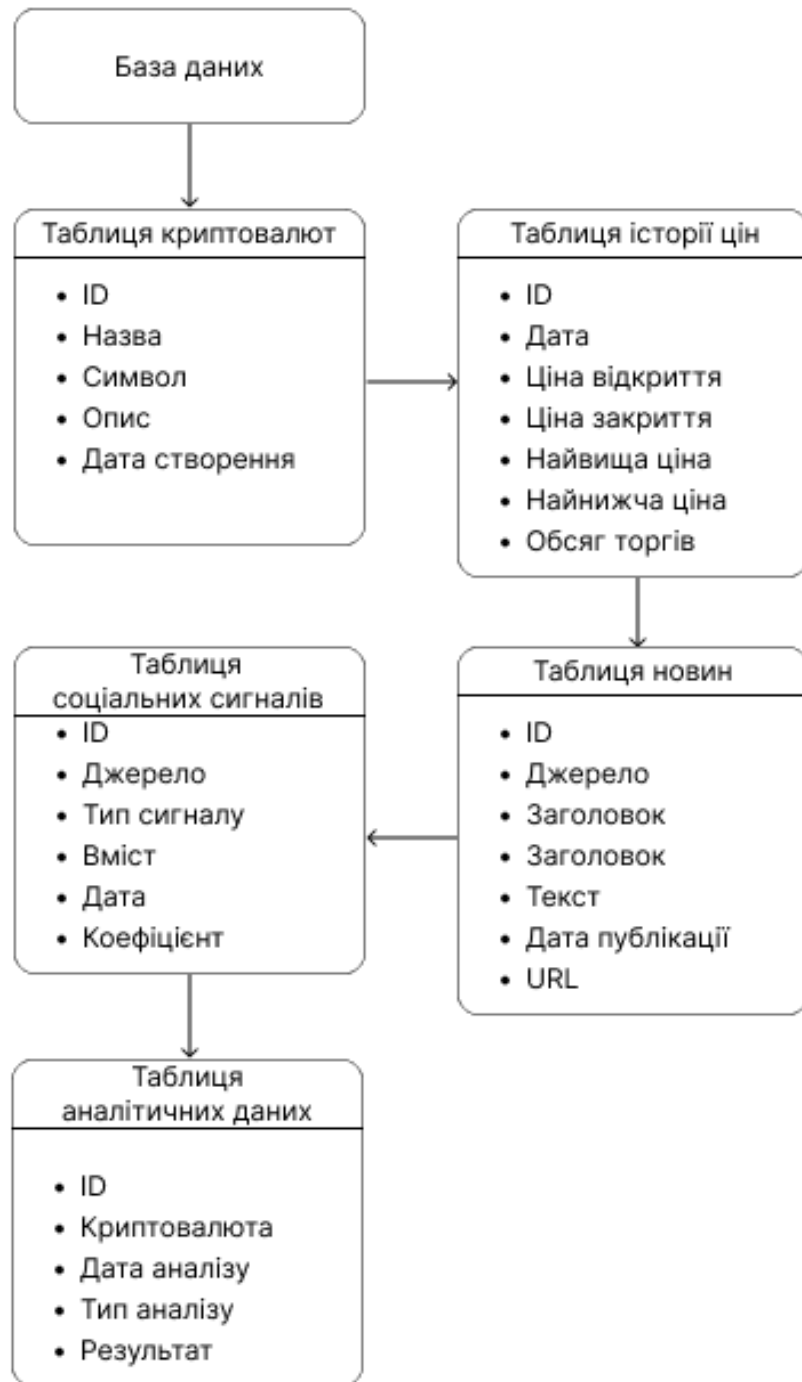 База даних
Таблиця криптовалют
• ID
• Назва
• Символ
• Опис
• Дата створення
Таблиця історії цін
• ID
• Дата
• Ціна відкриття
• Ціна закриття
• Найвища ціна
• Найнижча ціна
• Обсяг торгів
Таблиця новин
• ID
• Джерело
• Заголовок
• Заголовок
• Текст
• Дата публікації
• URL
Таблиця
соціальних сигналів
• ID
• Джерело
• Тип сигналу
• Вміст
• Дата
• Коефіцієнт
Таблиця
аналітичних даних
• ID
• Криптовалюта
• Дата аналізу
• Тип аналізу
• Результат